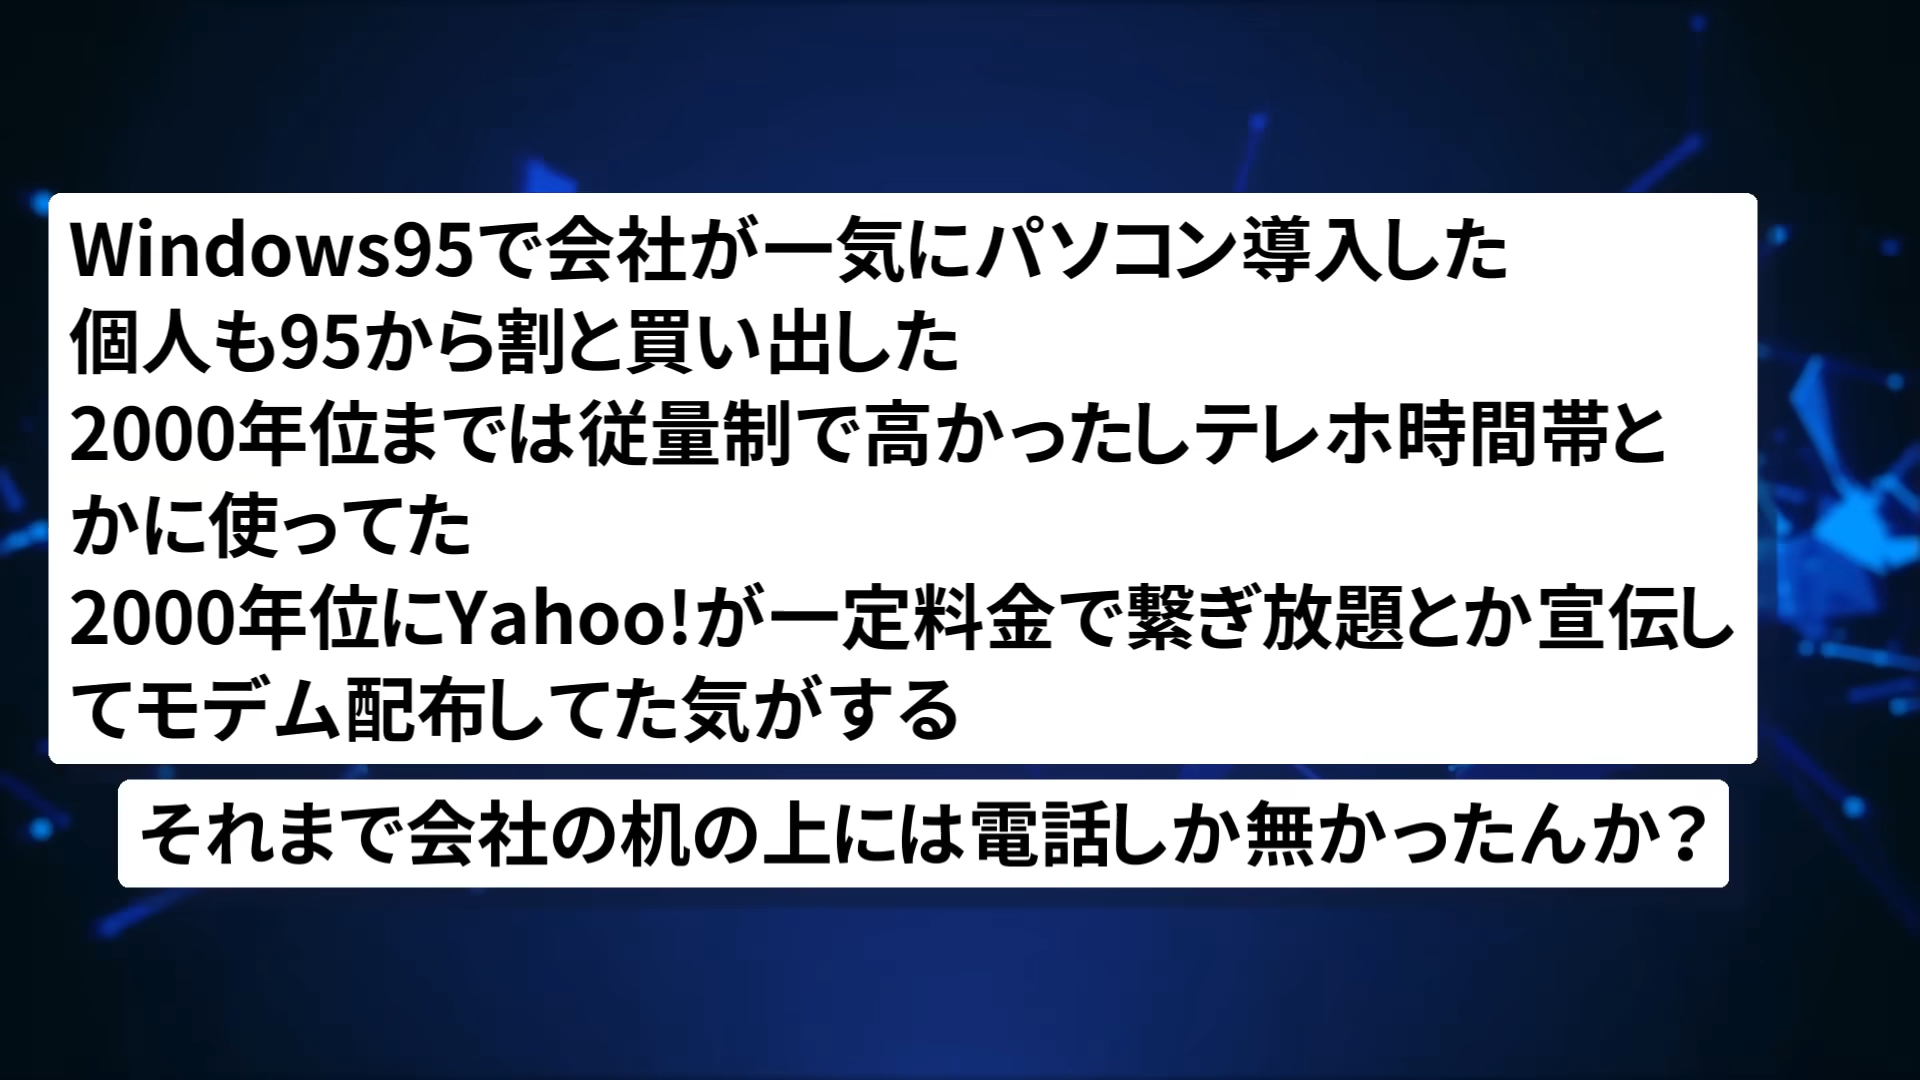 Windows95で会社が一気にパソコン導入した
個人も95から割と買い出した
2000年位までは従量制で高かったしテレホ時間帯と
かに使ってた
2000年位にYahoo!が一定料金で繋ぎ放題とか宣伝し
てモデム配布してた気がする
それまで会社の机の上には電話しか無かったんか？